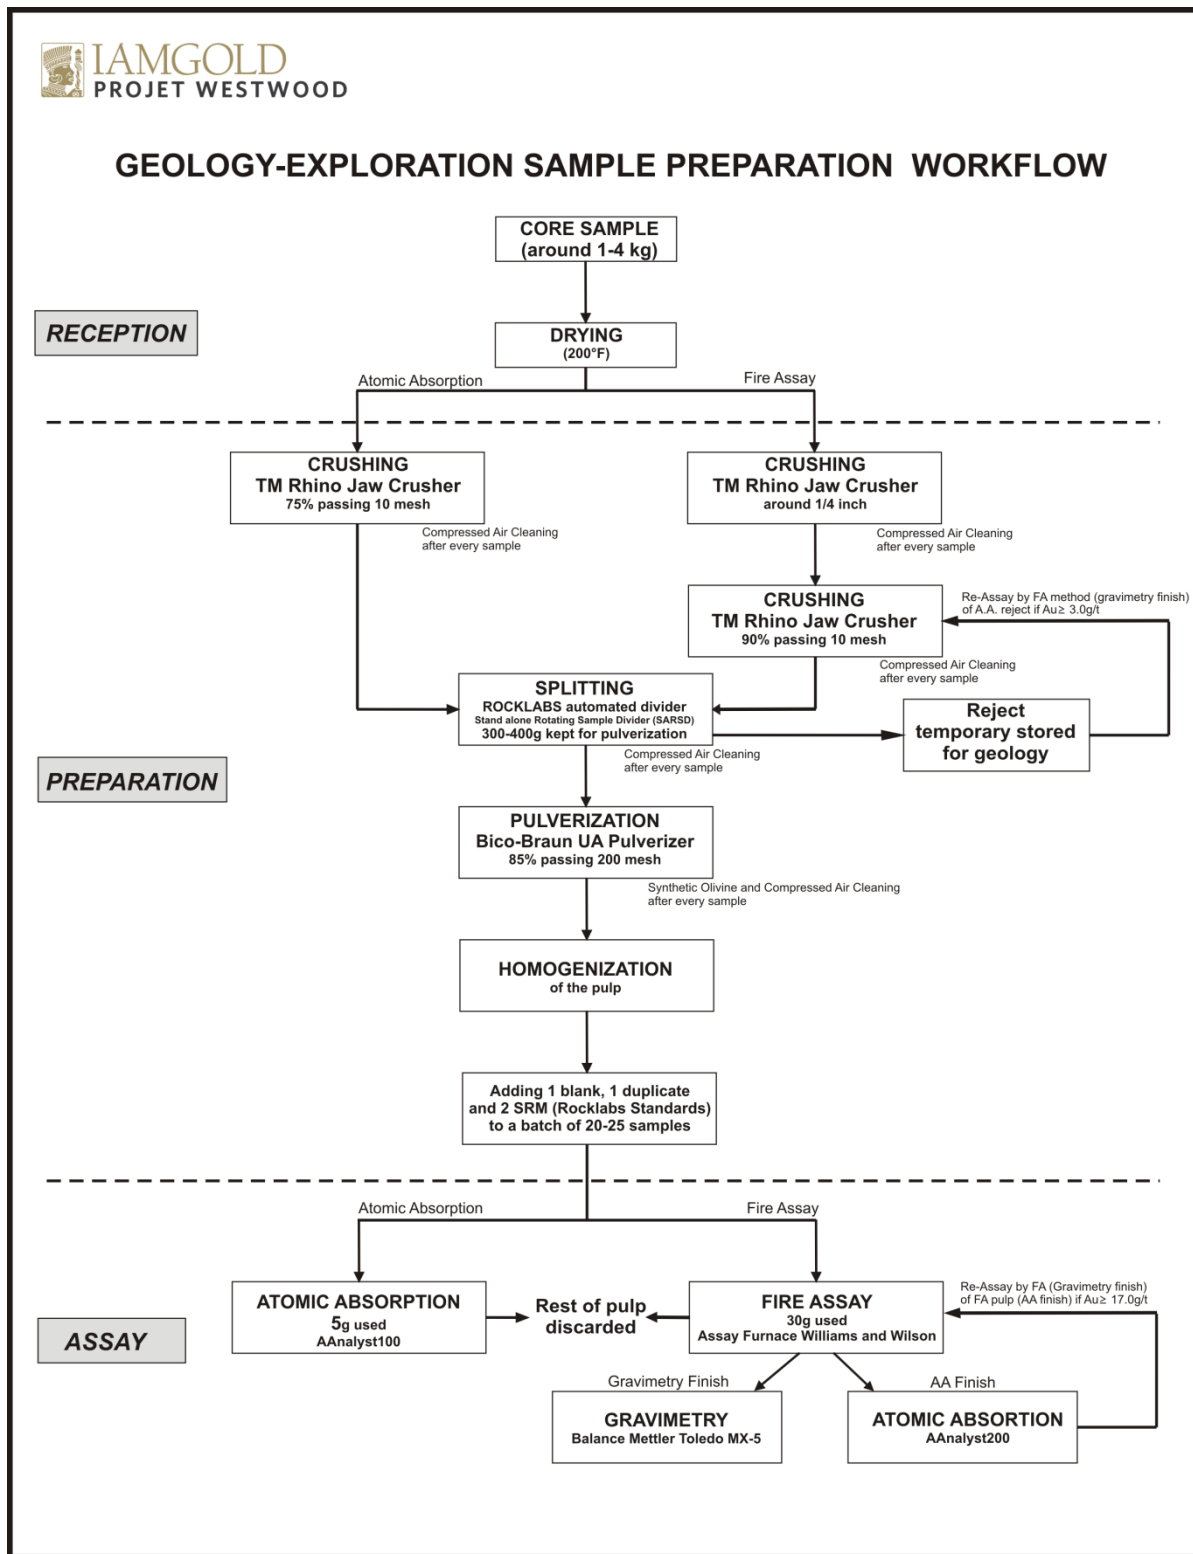 IAMGOLD
PROJET WESTWOOD
GEOLOGY-EXPLORATION SAMPLE PREPARATION WORKFLOW
CORE SAMPLE
(around 1-4 kg)
RECEPTION
DRYING
(200°F)
Atomic Absorption
Fire Assay
CRUSHING
TM Rhino Jaw Crusher
75% passing 10 mesh
Compressed Air Cleaning
after every sample
CRUSHING
TM Rhino Jaw Crusher
around 1/4 inch
Compressed Air Cleaning
after every sample
CRUSHING
TM Rhino Jaw Crusher
90% passing 10 mesh
Re-Assay by FA method (gravimetry finish)
of A.A. reject if Au≥ 3.0g/t
Compressed Air Cleaning
after every sample
SPLITTING
ROCKLABS automated divider
Stand alone Rotating Sample Divider (SARSD)
300-400g kept for pulverization
Compressed Air Cleaning
after every sample
Reject
temporary stored
for geology
PREPARATION
PULVERIZATION
Bico-Braun UA Pulverizer
85% passing 200 mesh
Synthetic Olivine and Compressed Air Cleaning
after every sample
HOMOGENIZATION
of the pulp
Adding 1 blank, 1 duplicate
and 2 SRM (Rocklabs Standards)
to a batch of 20-25 samples
Atomic Absorption
Fire Assay
ATOMIC ABSORPTION
5g used
AAnalyst100
Rest of pulp
discarded
FIRE ASSAY
30g used
Assay Furnace Williams and Wilson
Re-Assay by FA (Gravimetry finish)
of FA pulp (AA finish) if Au≥ 17.0g/t
ASSAY
Gravimetry Finish
AA Finish
GRAVIMETRY
Balance Mettler Toledo MX-5
ATOMIC ABSORTION
AAnalyst200